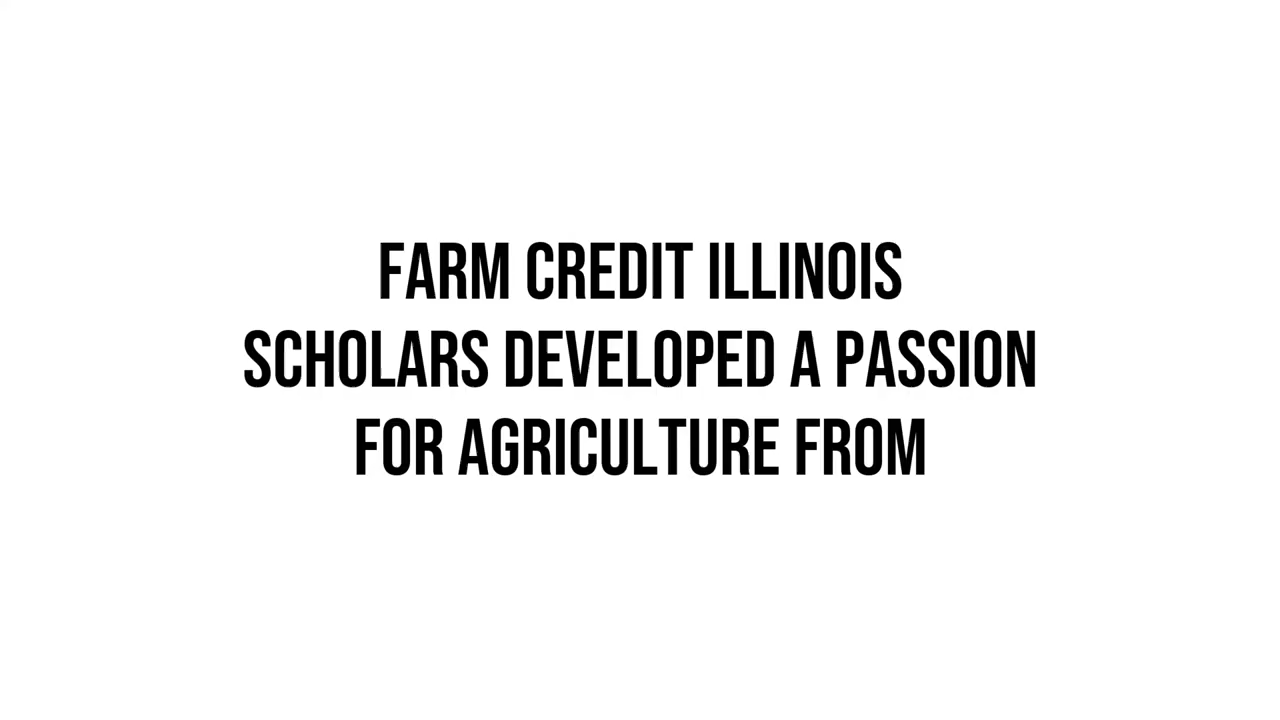 FARM CREDIT ILLINOIS
SCHOLARS DEVELOPED A PASSION
FOR AGRICULTURE FROM